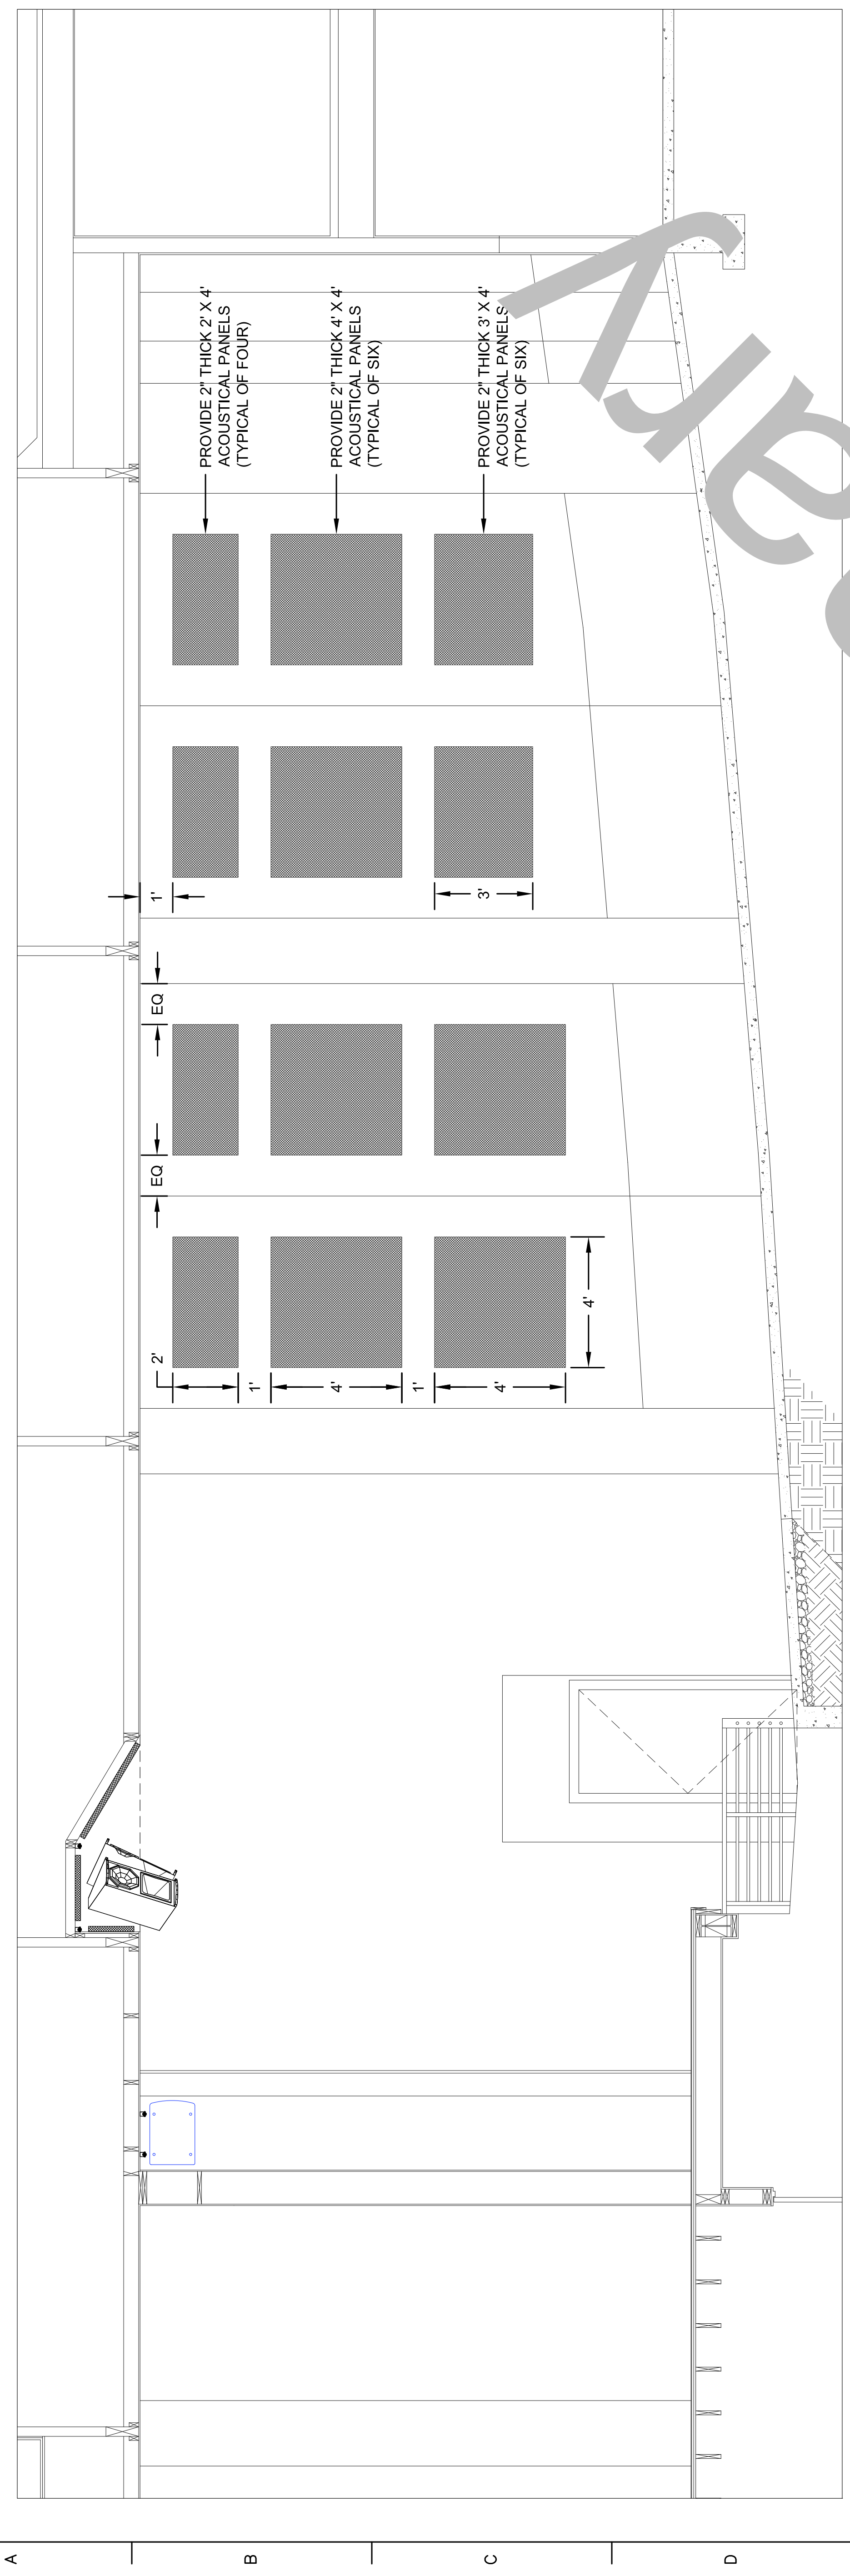 PROVIDE 2" THICK 2' X 4'
ACOUSTICAL PANELS
(TYPICAL OF FOUR)
PROVIDE 2" THICK 4' X 4'
ACOUSTICAL PANELS
(TYPICAL OF SIX)
PROVIDE 2" THICK 3' X 4'
ACOUSTICAL PANELS
(TYPICAL OF SIX)
1'
3'
EQ
EQ
2'
1'
4'
1'
4'
4'
A
B
C
D